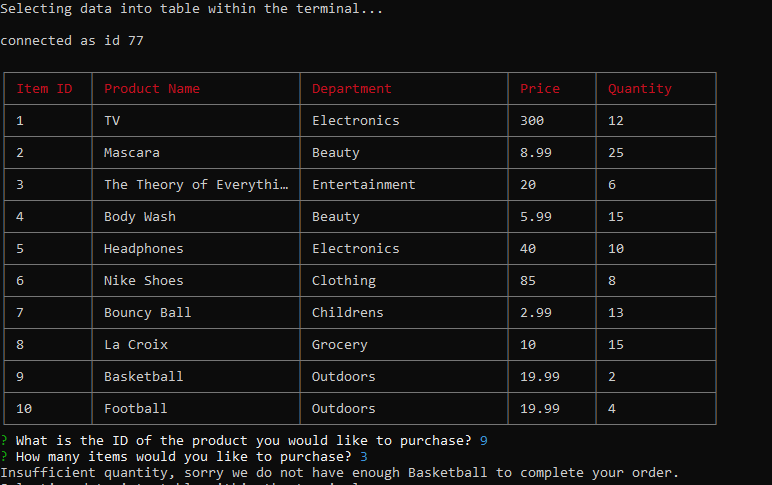 Selecting data into table within the terminal...
connected as id 77
Item ID Product Name Department Price Quantity
1 TV Electronics 300 12
2 Mascara Beauty 8.99 25
3 The Theory of Everythi… Entertainment 20 6
4 Body Wash Beauty 5.99 15
5 Headphones Electronics 40 10
6 Nike Shoes Clothing 85 8
7 Bouncy Ball Childrens 2.99 13
8 La Croix Grocery 10 15
9 Basketball Outdoors 19.99 2
10 Football Outdoors 19.99 4
? What is the ID of the product you would like to purchase? 9
? How many items would you like to purchase? 3
Insufficient quantity, sorry we do not have enough Basketball to complete your order.